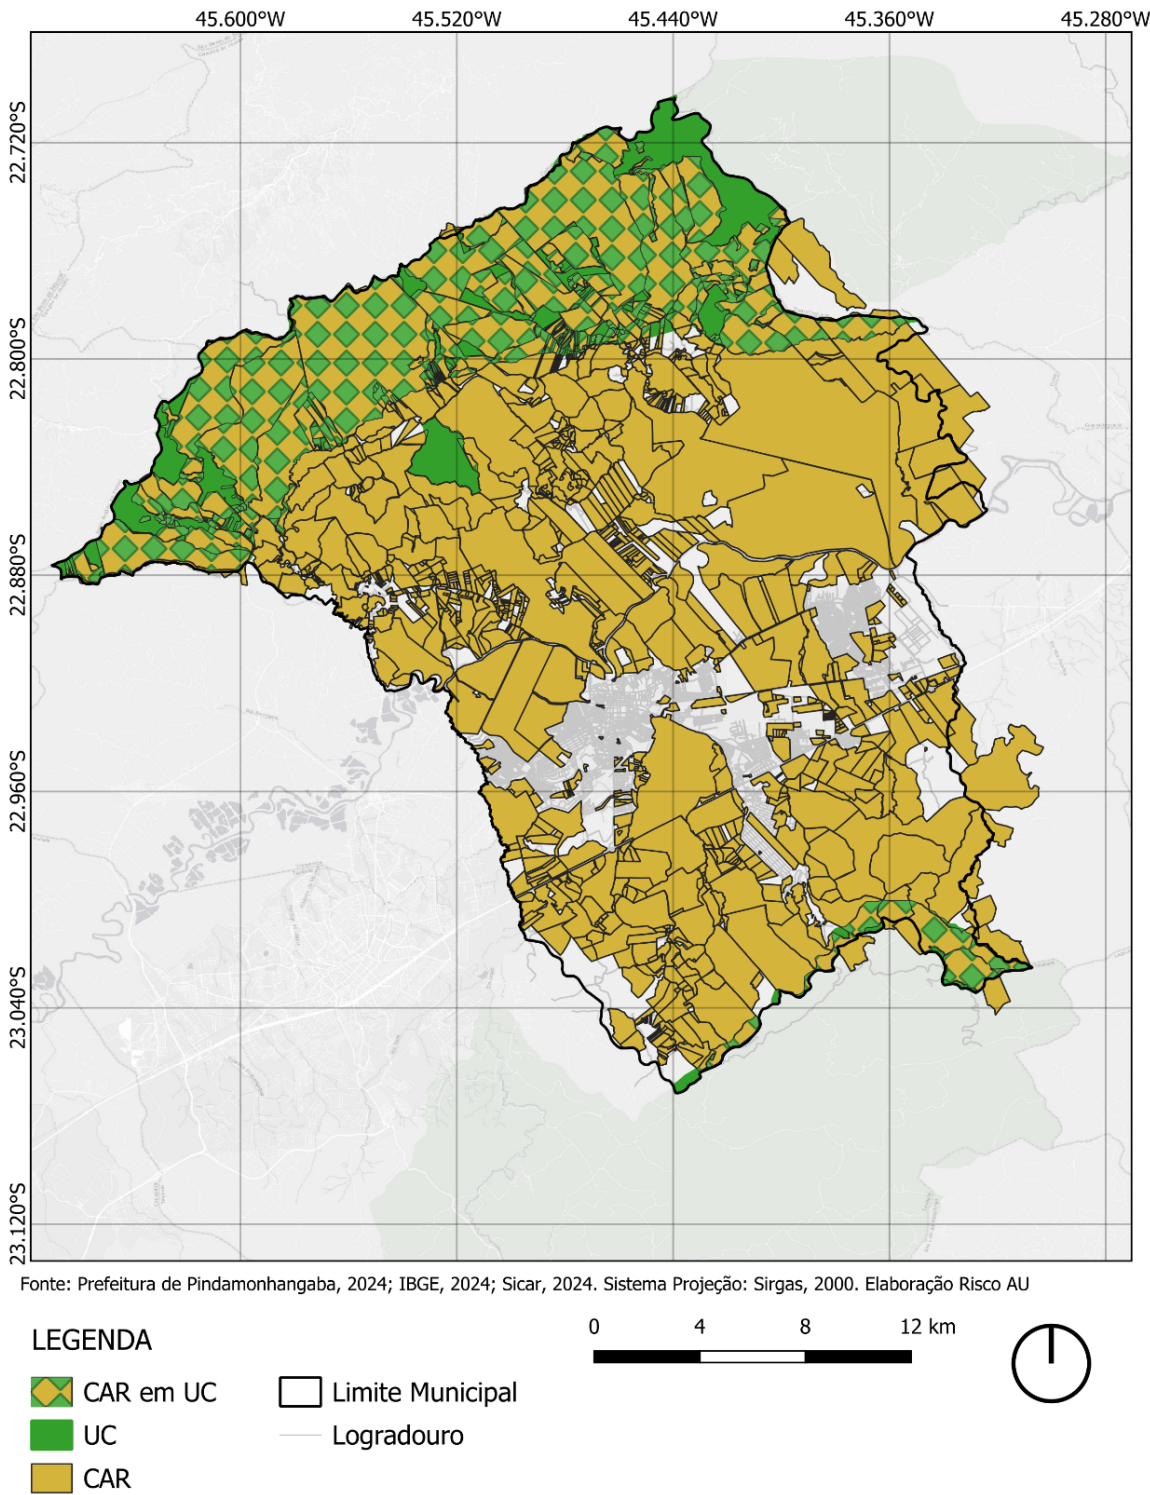 45.600°W 45.520°W 45.440°W 45.360°W 45.280°W
22.720°S
22.800°S
22.880°S
22.960°S
23.040°S
23.120°S
Fonte: Prefeitura de Pindamonhangaba, 2024; IBGE, 2024; Sicar, 2024. Sistema Projeção: Sirgas, 2000. Elaboração Risco AU
LEGENDA
0 4 8 12 km
CAR em UC
Limite Municipal
UC
Logradouro
CAR